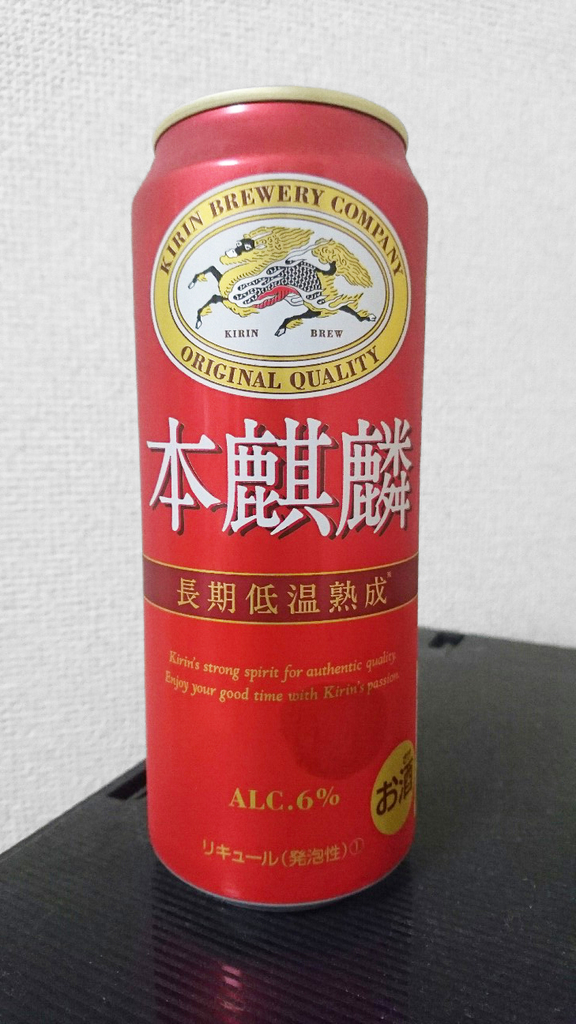 KIRIN BREWERY COMPANY
KIRIN BREW
ORIGINAL QUALITY
本麒麟
長期低温熟成※
Kirin's strong spirit for authentic quality.
Enjoy your good time with Kirin's passion.
ALC.6%
お酒
リキュール(発泡性)①